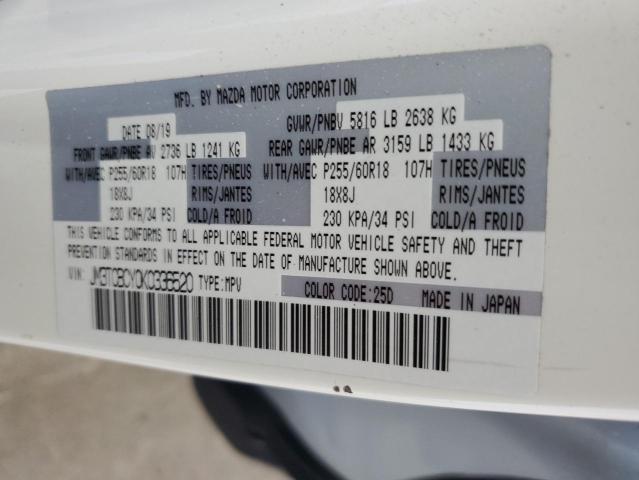 MFD. BY MAZDA MOTOR CORPORATION
DATE 08/19 GVWR/PNBV 5816 LB 2638 KG
FRONT GAWR/PNBE AV 2736 LB 1241 KG REAR GAWR/PNBE AR 3159 LB 1433 KG
WITH/AVEC P255/60R18 107H TIRES/PNEUS WITH/AVEC P255/60R18 107H TIRES/PNEUS
18X8J RIMS/JANTES 18X8J RIMS/JANTES
230 KPA/34 PSI COLD/A FROID 230 KPA/34 PSI COLD/A FROID
THIS VEHICLE CONFORMS TO ALL APPLICABLE FEDERAL MOTOR VEHICLE SAFETY AND THEFT
PREVENTION STANDARDS IN EFFECT ON THE DATE OF MANUFACTURE SHOWN ABOVE.
VIN: JM3TCBCY0K0336520 TYPE:MPV
COLOR CODE:25D MADE IN JAPAN